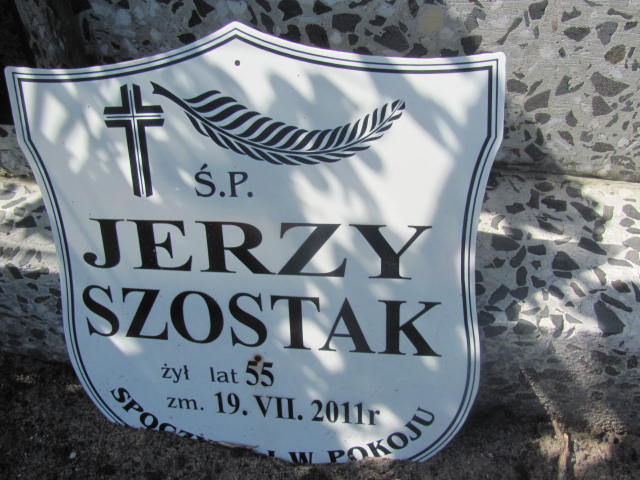 Ś.P.
JERZY
SZOSTAK
żył lat 55
zm. 19. VII. 2011r
W POKOJU